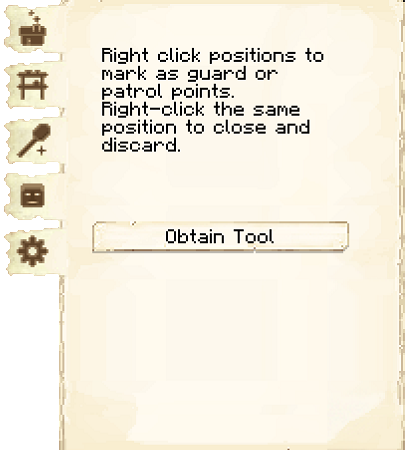 Right click positions to
mark as guard or
patrol points.
Right-click the same
position to close and
discard.
Obtain Tool